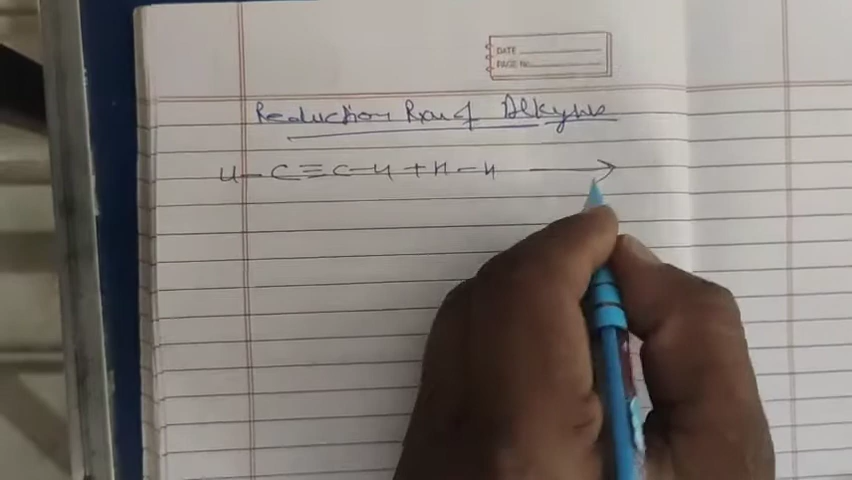 DATE
PAGE No.
Reduction Rxn of Alkyne
H-C≡C-H+H-H →